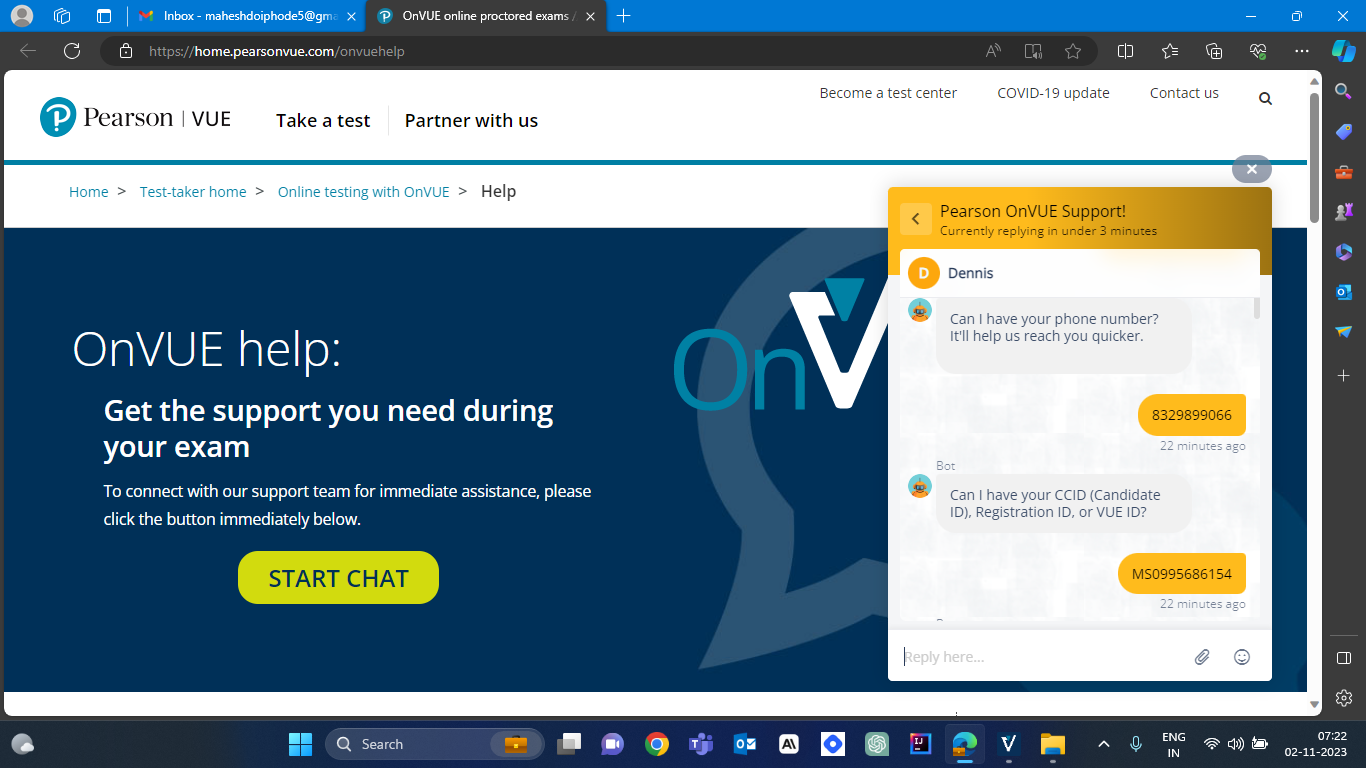 Inbox - maheshdoiphode5@gma
OnVUE online proctored exams /
https://home.pearsonvue.com/onvuehelp
Become a test center
COVID-19 update
Contact us
Pearson | VUE
Take a test
Partner with us
Home > Test-taker home > Online testing with OnVUE > Help
OnVUE help:
Get the support you need during
your exam
To connect with our support team for immediate assistance, please
click the button immediately below.
START CHAT
OnV
Pearson OnVUE Support!
Currently replying in under 3 minutes
D
Dennis
Can I have your phone number?
It'll help us reach you quicker.
8329899066
22 minutes ago
Bot
Can I have your CCID (Candidate
ID), Registration ID, or VUE ID?
MS0995686154
22 minutes ago
Reply here...
Search
ENG
IN
07:22
02-11-2023